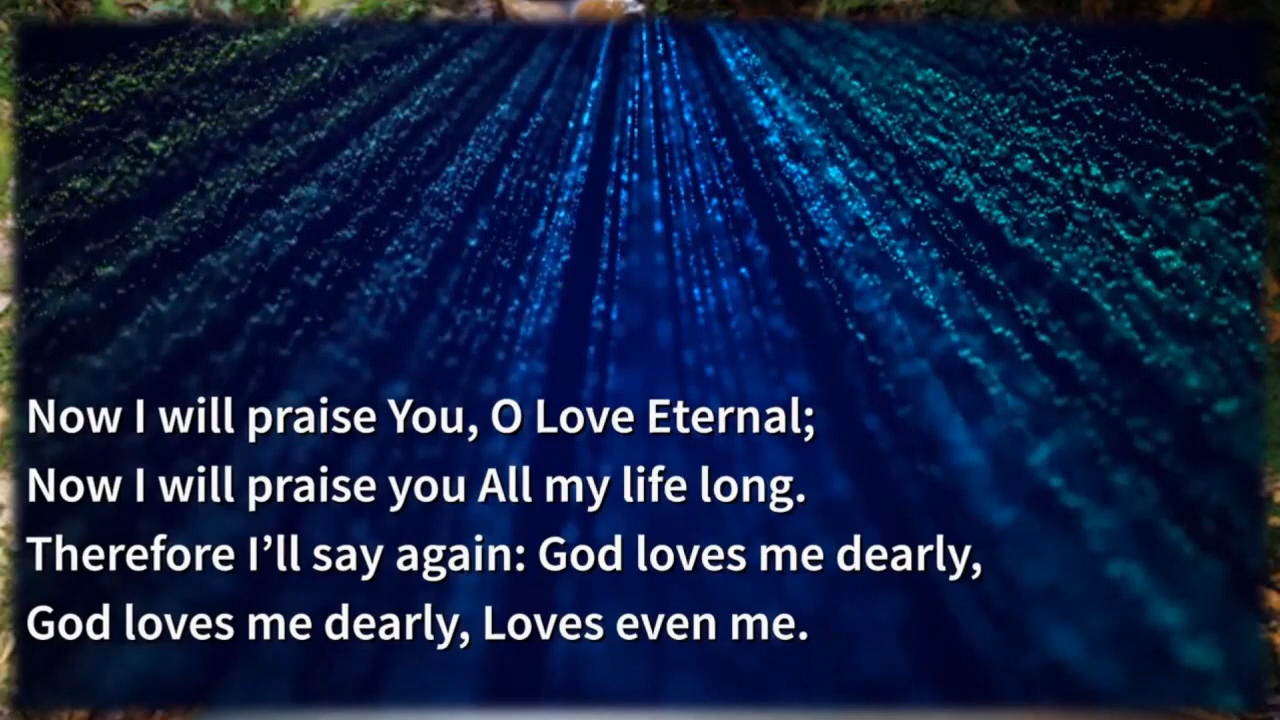 Now I will praise You, O Love Eternal;
Now I will praise you All my life long.
Therefore I’ll say again: God loves me dearly,
God loves me dearly, Loves even me.